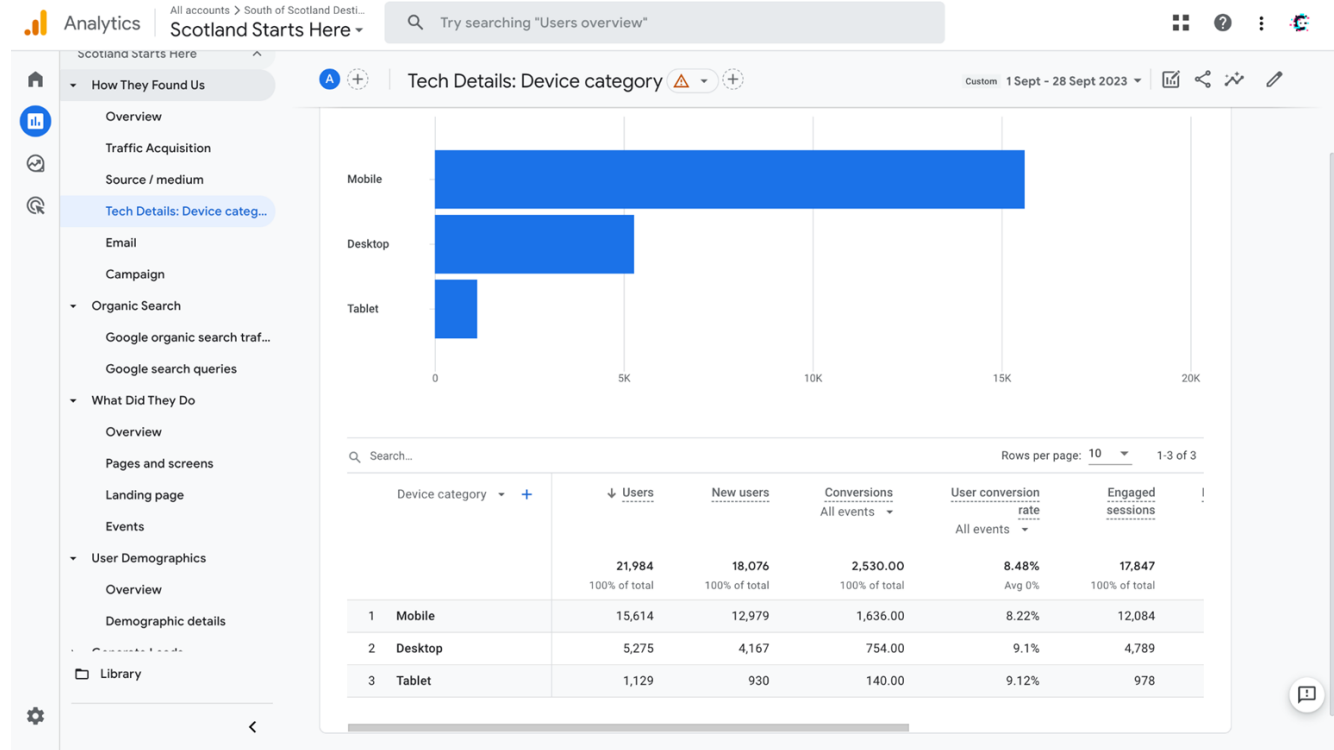 Analytics
All accounts > South of Scotland Desti...
Scotland Starts Here
Try searching "Users overview"
Scotland Starts Here
How They Found Us
Overview
Traffic Acquisition
Source / medium
Tech Details: Device categ...
Email
Campaign
Organic Search
Google organic search traf...
Google search queries
What Did They Do
Overview
Pages and screens
Landing page
Events
User Demographics
Overview
Demographic details
Generate Leads
Library
A
Tech Details: Device category
Custom 1 Sept - 28 Sept 2023
Mobile
Desktop
Tablet
0 5K 10K 15K 20K
Search...
Rows per page: 10 1-3 of 3
Device category
Users
New users
Conversions
All events
User conversion
rate
All events
Engaged
sessions
21,984 18,076 2,530.00 8.48% 17,847
100% of total 100% of total 100% of total Avg 0% 100% of total
1 Mobile 15,614 12,979 1,636.00 8.22% 12,084
2 Desktop 5,275 4,167 754.00 9.1% 4,789
3 Tablet 1,129 930 140.00 9.12% 978